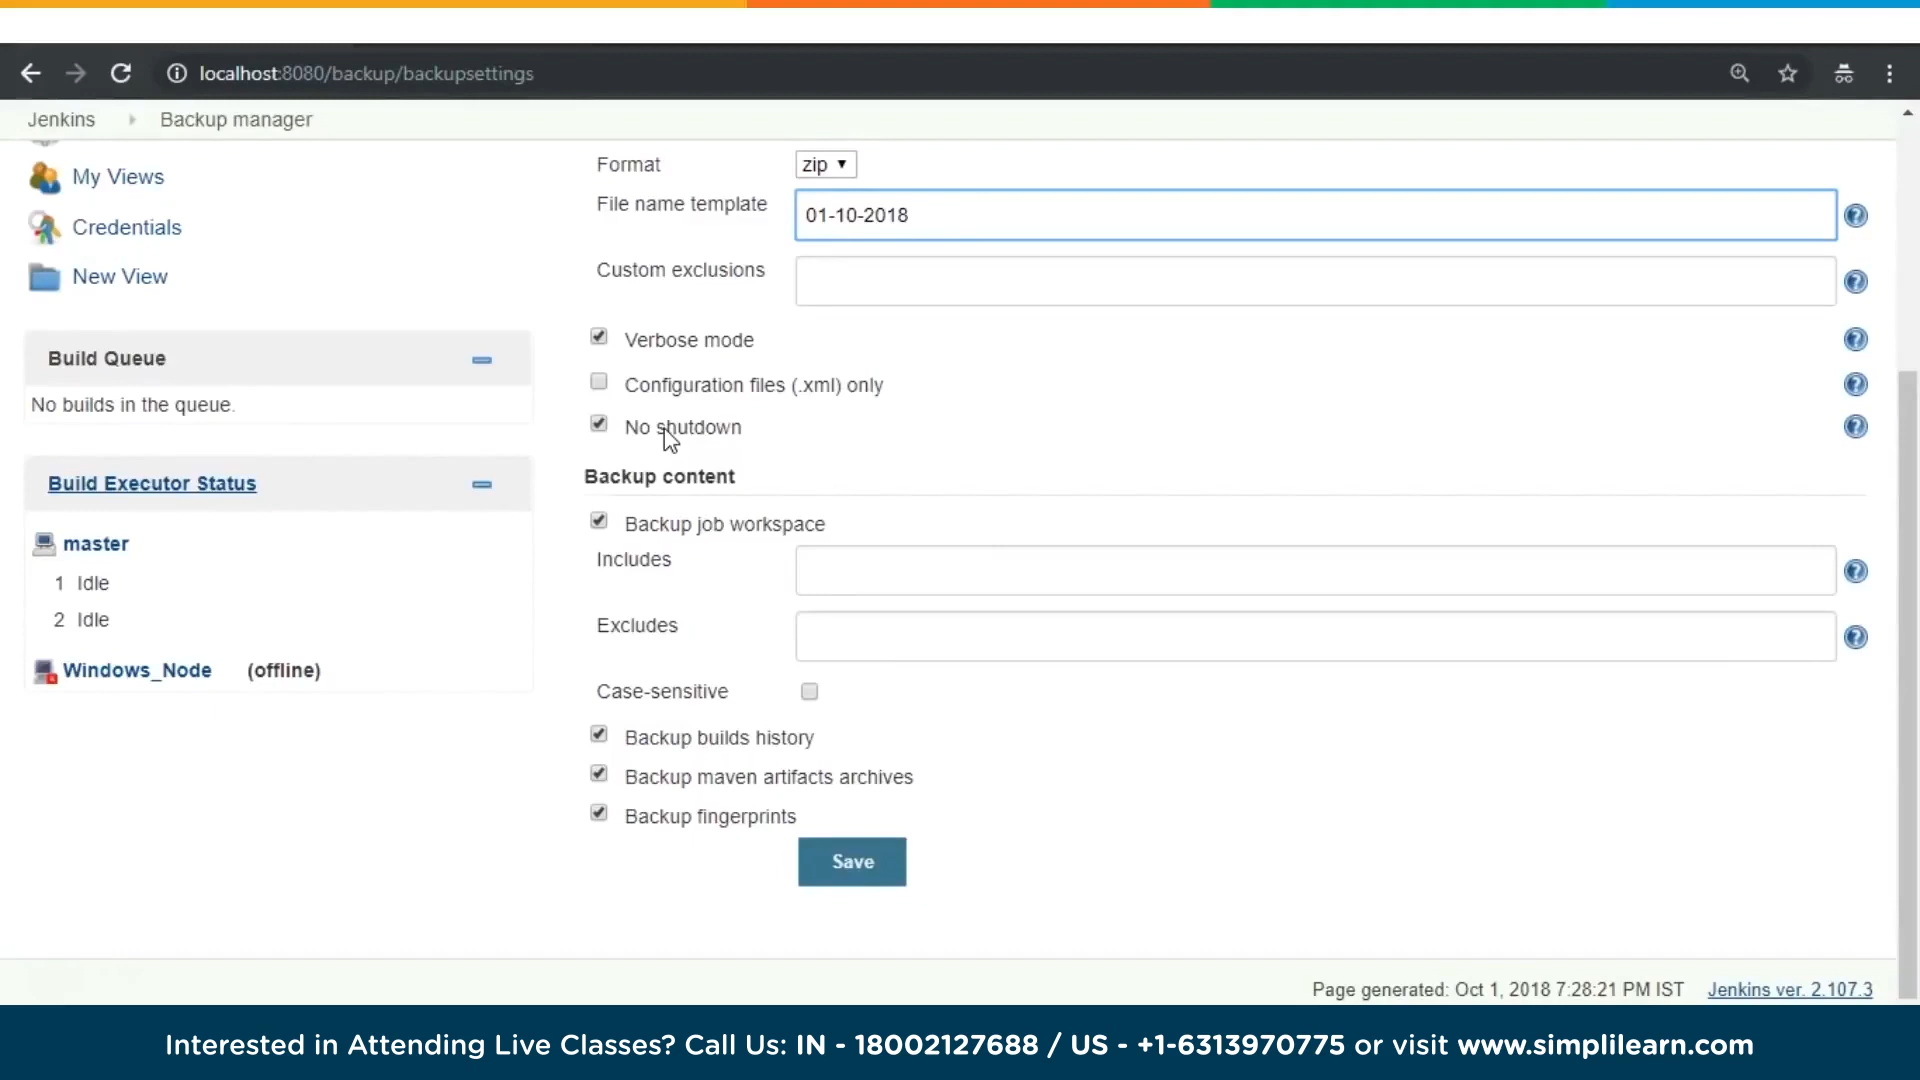 localhost:8080/backup/backupsettings
Jenkins
Backup manager
My Views
Credentials
New View
Build Queue
No builds in the queue.
Build Executor Status
master
1 Idle
2 Idle
Windows_Node (offline)
Format zip
File name template 01-10-2018
Custom exclusions
Verbose mode
Configuration files (.xml) only
No shutdown
Backup content
Backup job workspace
Includes
Excludes
Case-sensitive
Backup builds history
Backup maven artifacts archives
Backup fingerprints
Save
Page generated: Oct 1, 2018 7:28:21 PM IST Jenkins ver. 2.107.3
Interested in Attending Live Classes? Call Us: IN - 18002127688 / US - +1-6313970775 or visit www.simplilearn.com